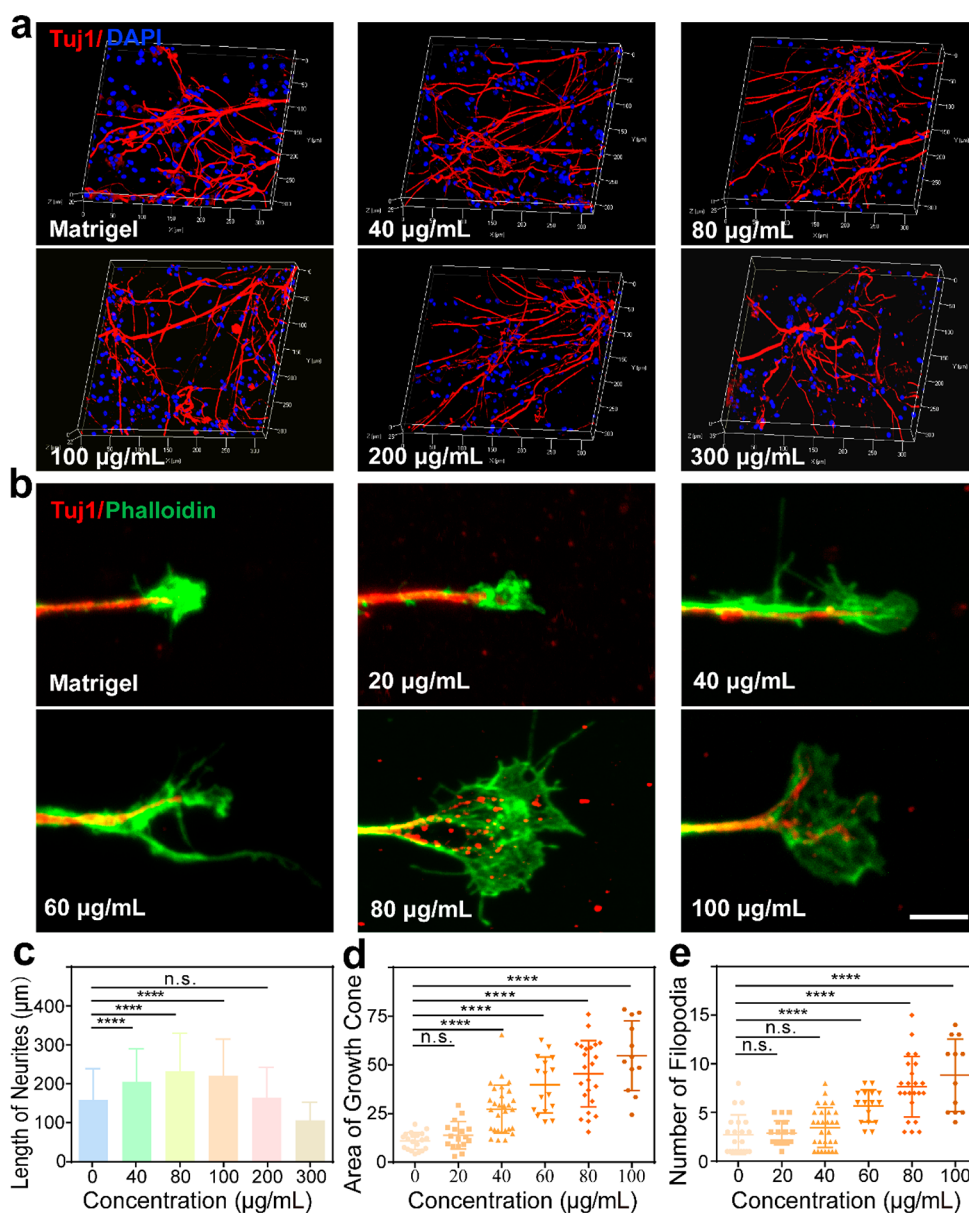 a
Tuj1/DAPI
Matrigel
40 µg/mL
80 µg/mL
100 µg/mL
200 µg/mL
300 µg/mL
b
Tuj1/Phalloidin
Matrigel
20 µg/mL
40 µg/mL
60 µg/mL
80 µg/mL
100 µg/mL
c
Length of Neurites (µm)
400
300
200
100
0
n.s.
****
****
****
0 40 80 100 200 300
Concentration (µg/mL)
d
Area of Growth Cone
75
50
25
0
****
****
****
****
n.s.
0 20 40 60 80 100
Concentration (µg/mL)
e
Number of Filopodia
20
15
10
5
0
****
****
****
n.s.
n.s.
0 20 40 60 80 100
Concentration (µg/mL)